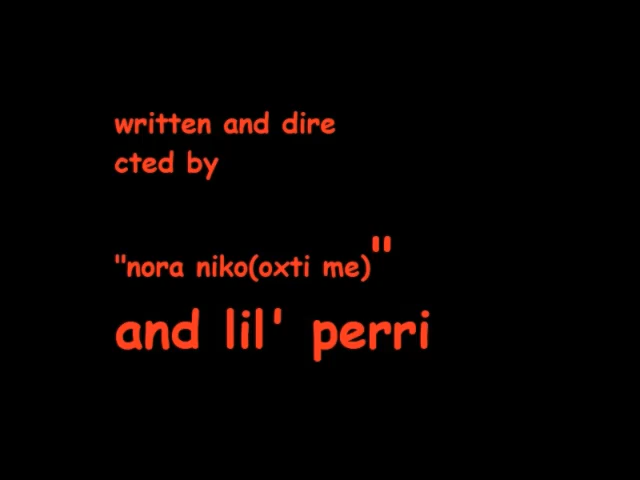 written and dire
cted by
"nora niko(oxti me)"
and lil' perri